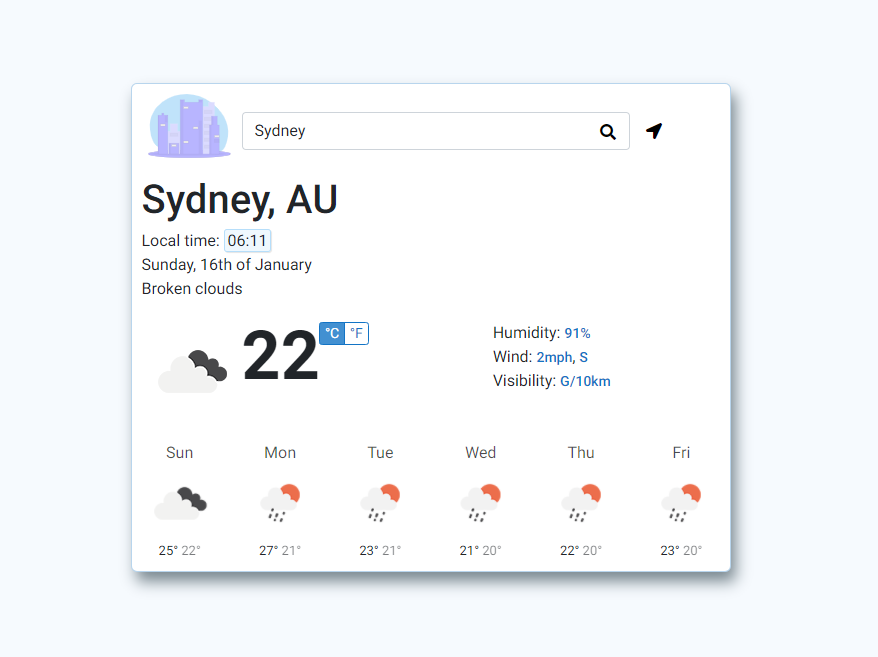 Sydney
Sydney, AU
Local time: 06:11
Sunday, 16th of January
Broken clouds
22 °C °F
Humidity: 91%
Wind: 2mph, S
Visibility: G/10km
Sun Mon Tue Wed Thu Fri
25° 22° 27° 21° 23° 21° 21° 20° 22° 20° 23° 20°